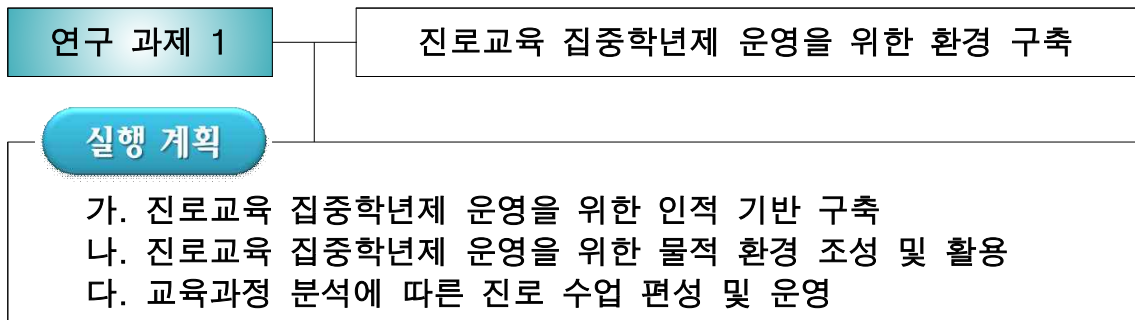 연구 과제 1
진로교육 집중학년제 운영을 위한 환경 구축
실행 계획
가. 진로교육 집중학년제 운영을 위한 인적 기반 구축
나. 진로교육 집중학년제 운영을 위한 물적 환경 조성 및 활용
다. 교육과정 분석에 따른 진로 수업 편성 및 운영